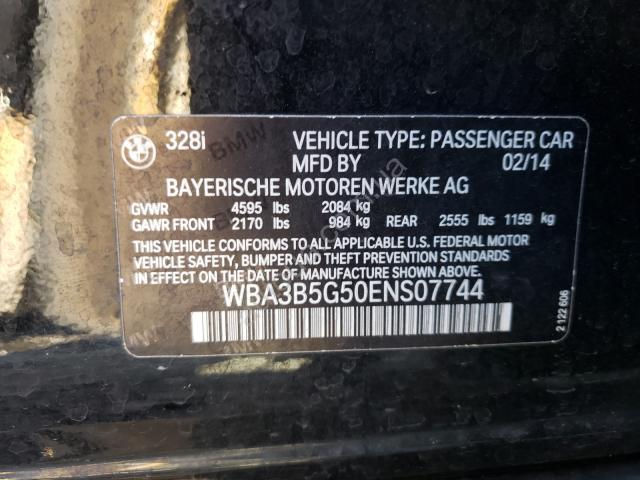 328i VEHICLE TYPE: PASSENGER CAR
MFD BY 02/14
BAYERISCHE MOTOREN WERKE AG
GVWR 4595 lbs 2084 kg
GAWR FRONT 2170 lbs 984 kg REAR 2555 lbs 1159 kg
THIS VEHICLE CONFORMS TO ALL APPLICABLE U.S. FEDERAL MOTOR
VEHICLE SAFETY, BUMPER AND THEFT PREVENTION STANDARDS
IN EFFECT ON THE DATE OF MANUFACTURE SHOWN ABOVE.
WBA3B5G50ENS07744
2 122 606